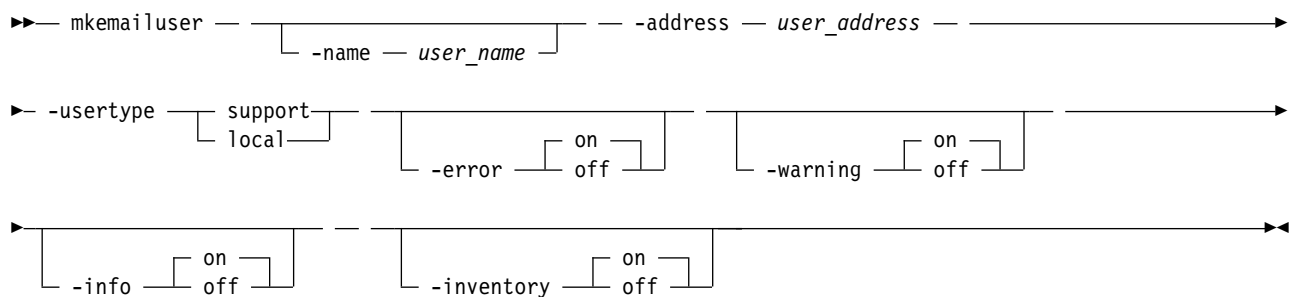 mkemailuser -name user_name -address user_address
-usertype support local -error on off -warning on off
-info on off -inventory on off